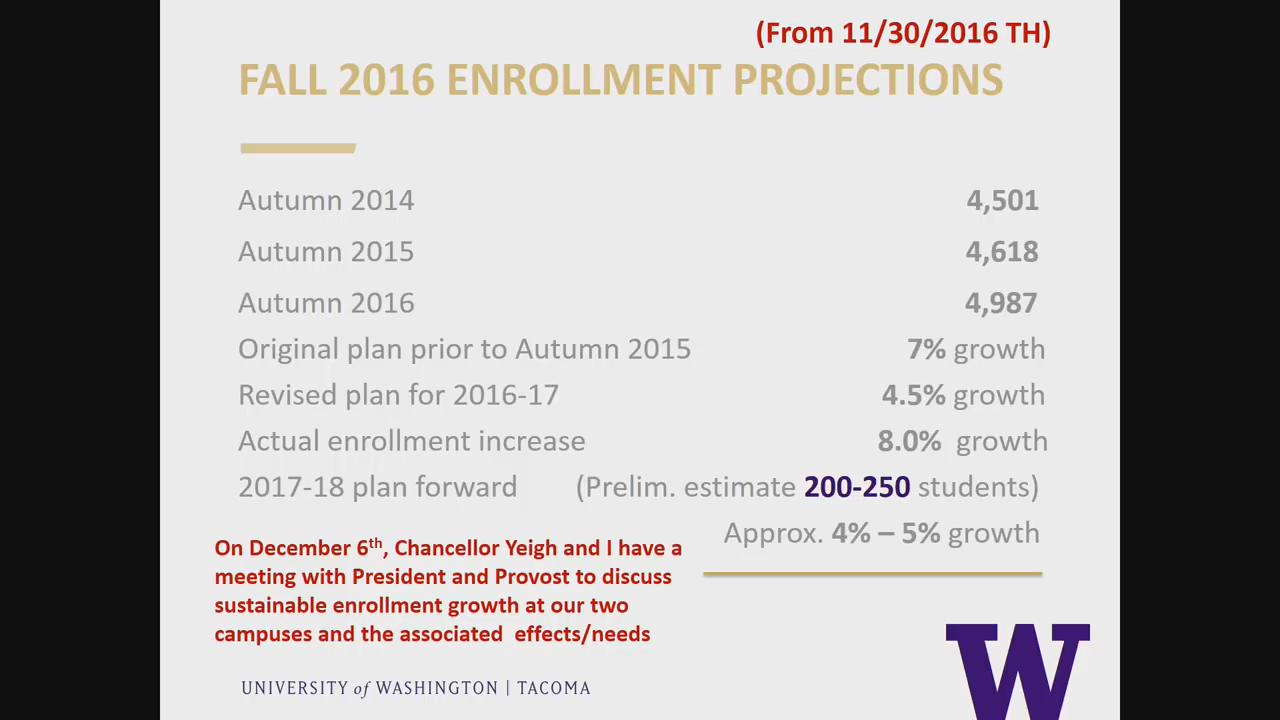 (From 11/30/2016 TH)
FALL 2016 ENROLLMENT PROJECTIONS
Autumn 2014 4,501
Autumn 2015 4,618
Autumn 2016 4,987
Original plan prior to Autumn 2015 7% growth
Revised plan for 2016-17 4.5% growth
Actual enrollment increase 8.0% growth
2017-18 plan forward (Prelim. estimate 200-250 students)
Approx. 4% – 5% growth
On December 6th, Chancellor Yeigh and I have a
meeting with President and Provost to discuss
sustainable enrollment growth at our two
campuses and the associated effects/needs
UNIVERSITY of WASHINGTON | TACOMA
W